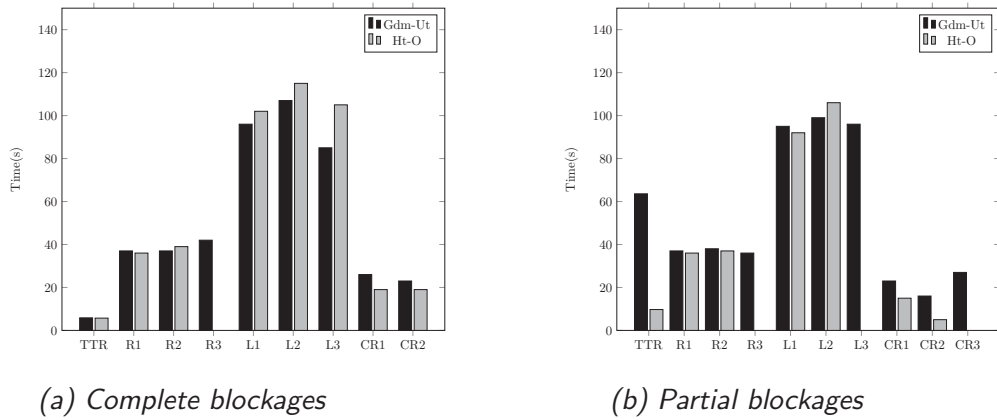 Gdm-Ut
Ht-O
140
120
100
80
60
40
20
0
Time(s)
TTR R1 R2 R3 L1 L2 L3 CR1 CR2
(a) Complete blockages
Gdm-Ut
Ht-O
140
120
100
80
60
40
20
0
Time(s)
TTR R1 R2 R3 L1 L2 L3 CR1 CR2 CR3
(b) Partial blockages